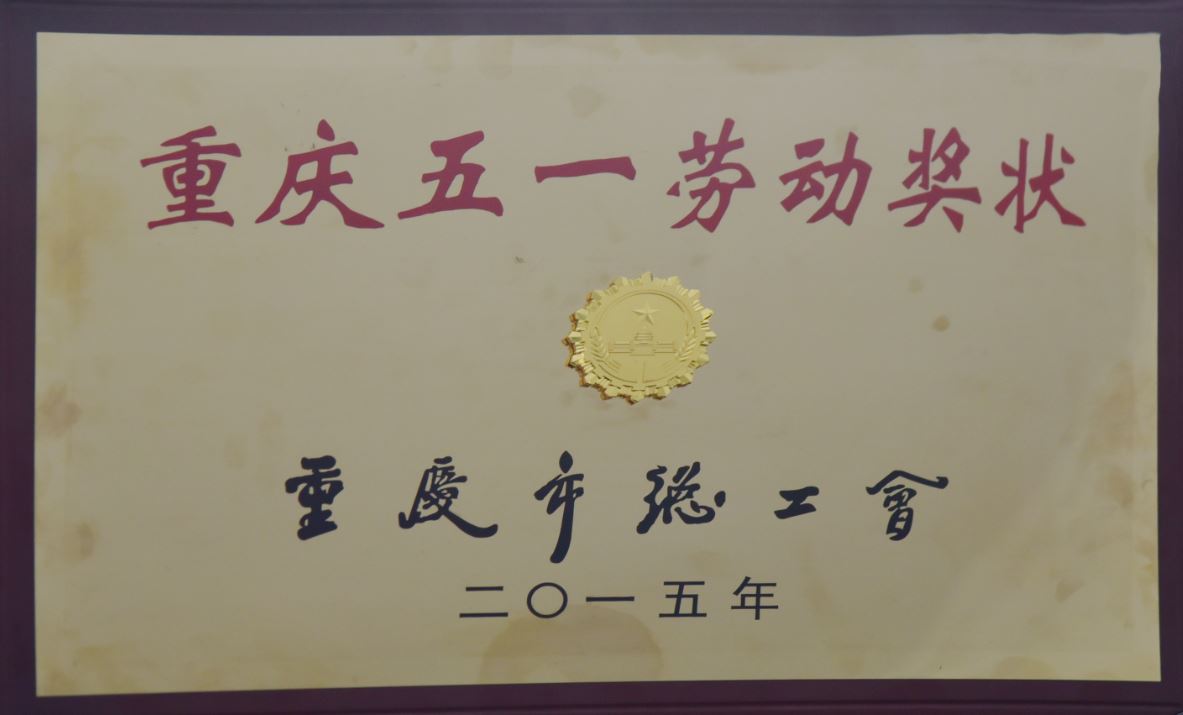 重庆五一劳动奖状
重慶市總工會
二〇一五年